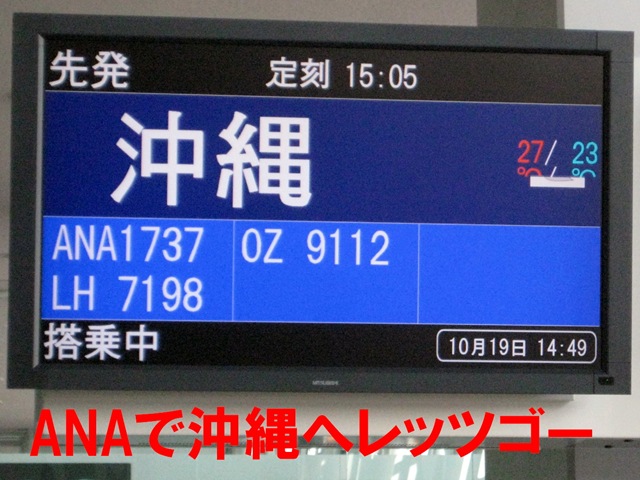 先発 定刻 15:05
沖縄 27/ 23
ANA1737 OZ 9112
LH 7198
搭乗中 10月19日 14:49
MITSUBISHI
ANAで沖縄へレッツゴー